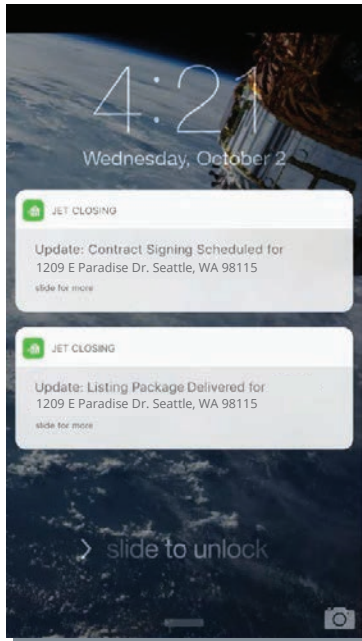 4:21
Wednesday, October 2
JET CLOSING
Update: Contract Signing Scheduled for
1209 E Paradise Dr. Seattle, WA 98115
slide for more
JET CLOSING
Update: Listing Package Delivered for
1209 E Paradise Dr. Seattle, WA 98115
slide for more
> slide to unlock